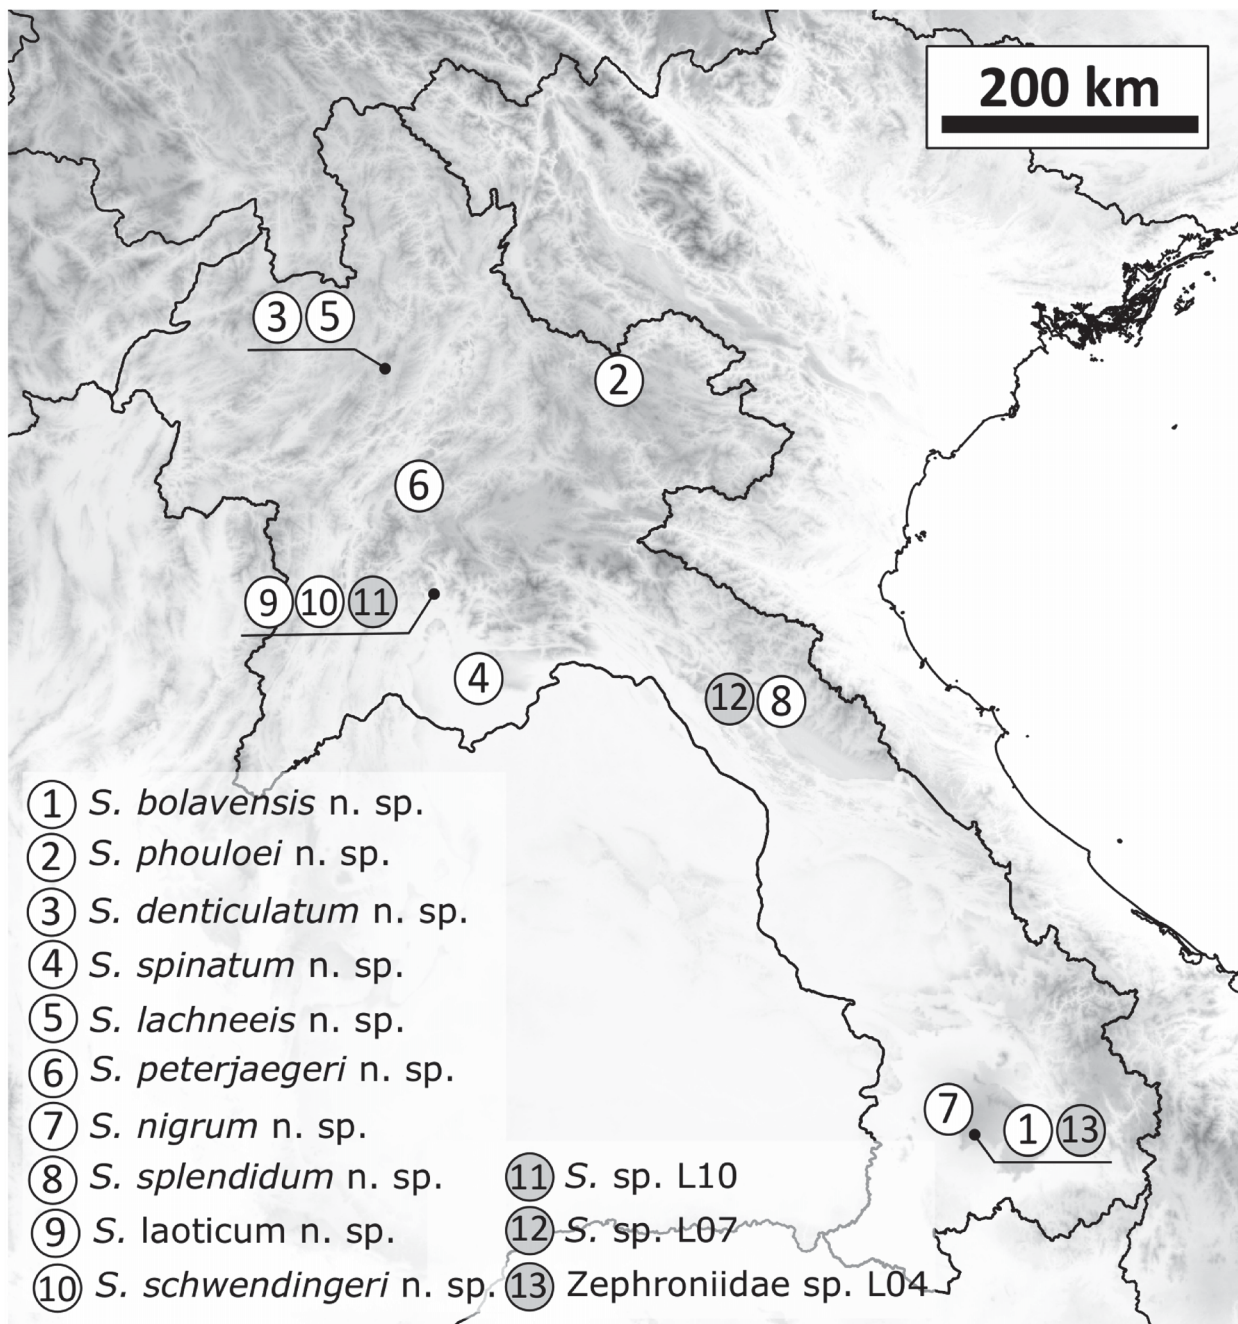 200 km
3 5
2
6
9 10 11
4
12 8
7
1 13
1 S. bolavensis n. sp.
2 S. phouloei n. sp.
3 S. denticulatum n. sp.
4 S. spinatum n. sp.
5 S. lachneeis n. sp.
6 S. peterjaegeri n. sp.
7 S. nigrum n. sp.
8 S. splendidum n. sp.
9 S. laoticum n. sp.
10 S. schwendingeri n. sp.
11 S. sp. L10
12 S. sp. L07
13 Zephroniidae sp. L04